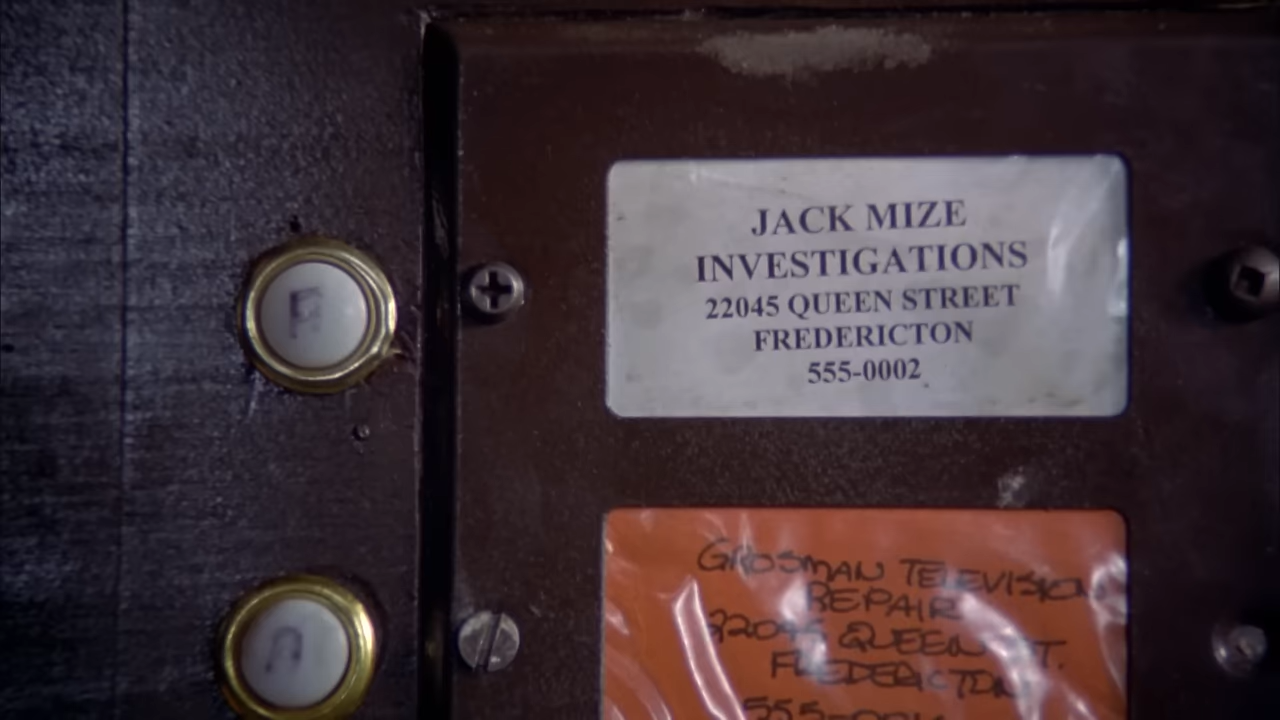 JACK MIZE
INVESTIGATIONS
22045 QUEEN STREET
FREDERICTON
555-0002
GROSMAN TELEVISION
REPAIR
22045 QUEEN ST.
FREDERICTON